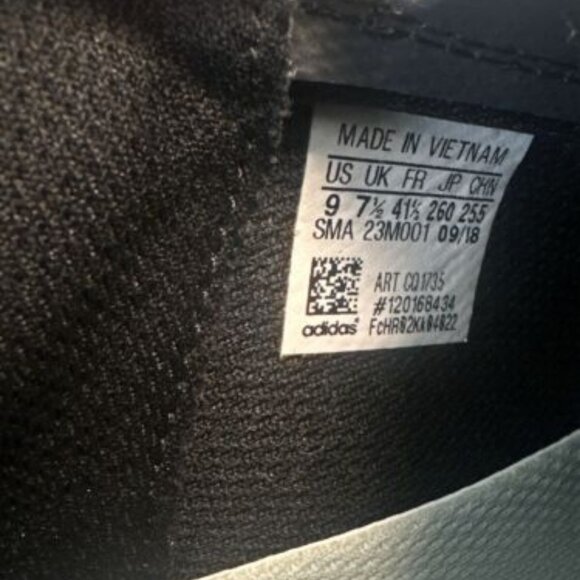 MADE IN VIETNAM
US UK FR JP CHN
9 7½ 41⅓ 260 255
SMA 23M001 09/18
ART CQ1735
#120168434
adidas